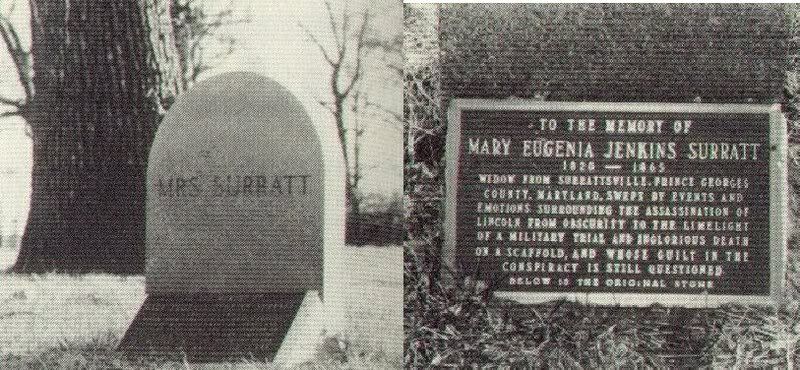 MRS. SURRATT
TO THE MEMORY OF
MARY EUGENIA JENKINS SURRATT
1820 — 1865
WIDOW FROM SURRATTSVILLE, PRINCE GEORGES
COUNTY, MARYLAND, SWEPT BY EVENTS AND
EMOTIONS SURROUNDING THE ASSASSINATION OF
LINCOLN FROM OBSCURITY TO THE LIMELIGHT
OF A MILITARY TRIAL AND INGLORIOUS DEATH
ON A SCAFFOLD, AND WHOSE GUILT IN THE
CONSPIRACY IS STILL QUESTIONED
BELOW IS THE ORIGINAL STONE